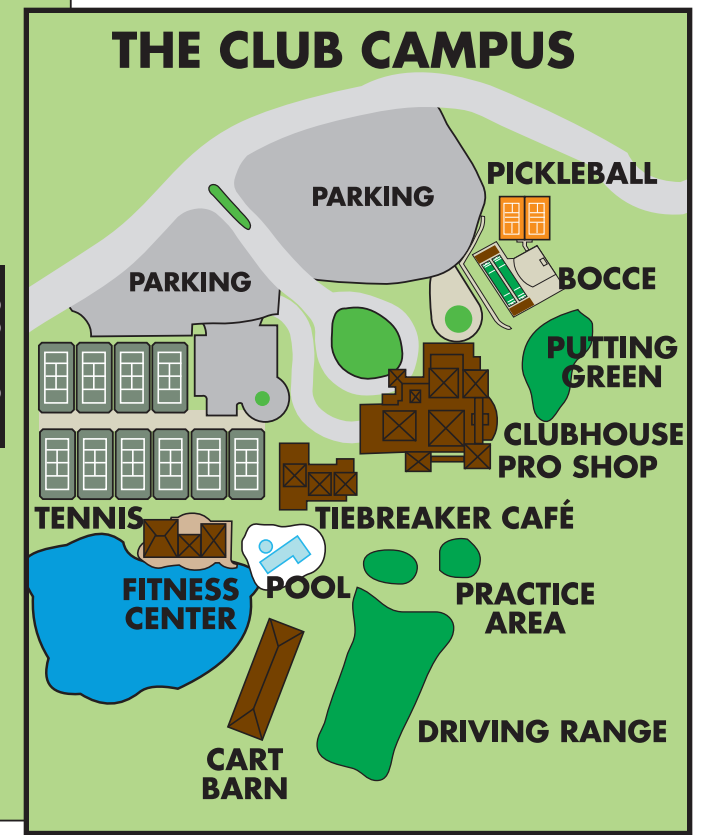 THE CLUB CAMPUS
PICKLEBALL
PARKING
PARKING
BOCCE
PUTTING
GREEN
CLUBHOUSE
PRO SHOP
TENNIS
TIEBREAKER CAFÉ
FITNESS
CENTER
POOL
PRACTICE
AREA
DRIVING RANGE
CART
BARN